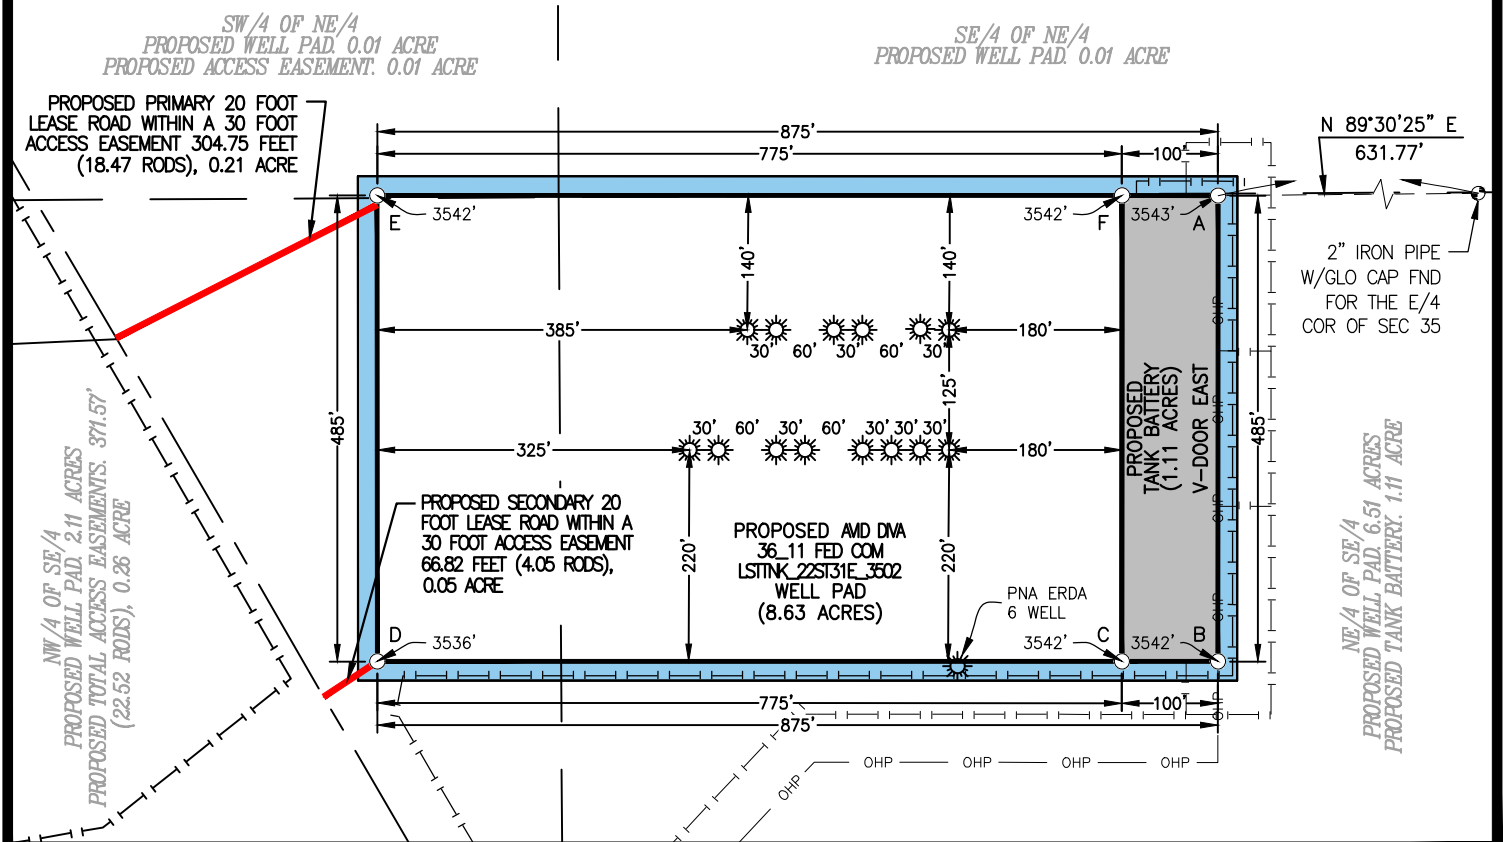 SW/4 OF NE/4
PROPOSED WELL PAD. 0.01 ACRE
PROPOSED ACCESS EASEMENT. 0.01 ACRE
SE/4 OF NE/4
PROPOSED WELL PAD. 0.01 ACRE
PROPOSED PRIMARY 20 FOOT
LEASE ROAD WITHIN A 30 FOOT
ACCESS EASEMENT 304.75 FEET
(18.47 RODS), 0.21 ACRE
875'
775'
100'
N 89°30'25" E
631.77'
E
3542'
3542'
F
3543'
A
2" IRON PIPE
W/GLO CAP FND
FOR THE E/4
COR OF SEC 35
140'
140'
385'
180'
30'
60'
30'
60'
30'
125'
485'
485'
30'
60'
30'
60'
30'
30'
30'
325'
180'
PROPOSED
TANK BATTERY
(1.11 ACRES)
V-DOOR EAST
OHP
OHP
OHP
OHP
OHP
PROPOSED SECONDARY 20
FOOT LEASE ROAD WITHIN A
30 FOOT ACCESS EASEMENT
66.82 FEET (4.05 RODS),
0.05 ACRE
220'
220'
PROPOSED AMD DIVA
36_11 FED COM
LSTTNK_22ST31E_3502
WELL PAD
(8.63 ACRES)
PNA ERDA
6 WELL
D
3536'
3542'
C
3542'
B
775'
100'
875'
OHP
OHP
OHP
OHP
OHP
NW/4 OF SE/4
PROPOSED WELL PAD. 2.11 ACRES
PROPOSED TOTAL ACCESS EASEMENTS. 371.57'
(22.52 RODS), 0.26 ACRE
NE/4 OF SE/4
PROPOSED WELL PAD. 6.51 ACRES
PROPOSED TANK BATTERY. 1.11 ACRE